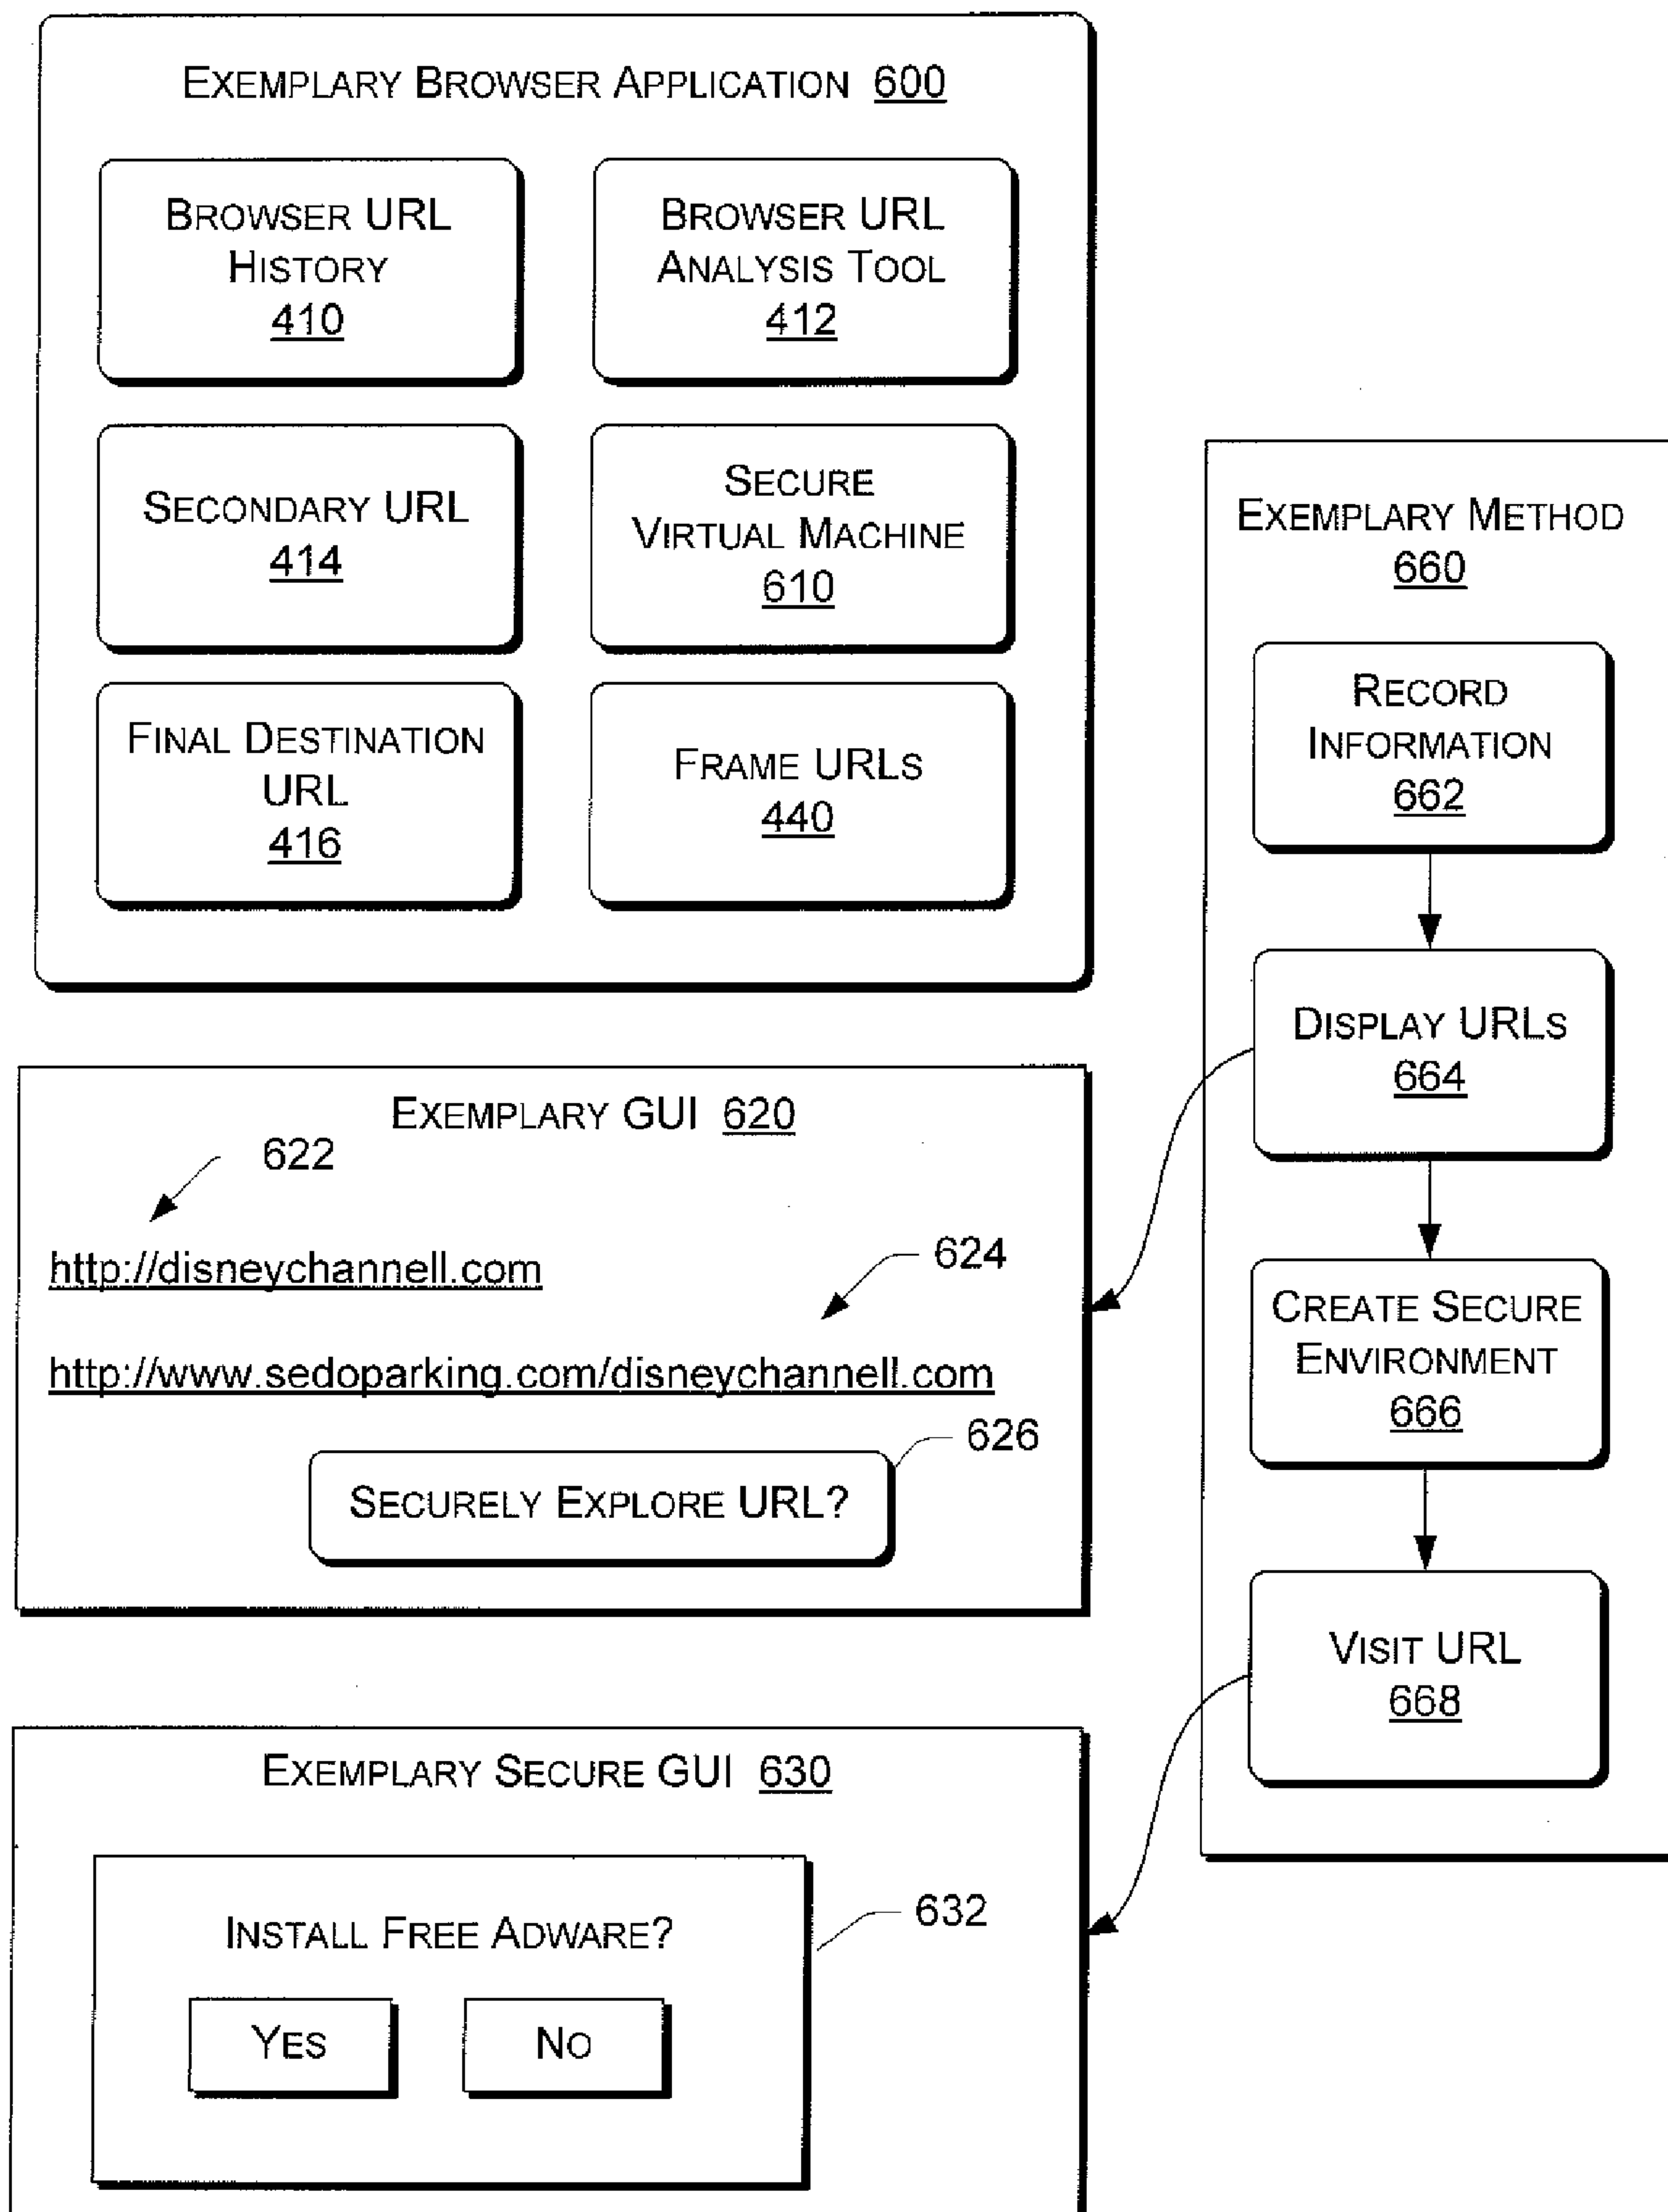 EXEMPLARY BROWSER APPLICATION 600
BROWSER URL
HISTORY
410
BROWSER URL
ANALYSIS TOOL
412
SECONDARY URL
414
SECURE
VIRTUAL MACHINE
610
FINAL DESTINATION
URL
416
FRAME URLS
440
EXEMPLARY GUI 620
622
http://disneychannell.com
624
http://www.sedoparking.com/disneychannell.com
626
SECURELY EXPLORE URL?
EXEMPLARY SECURE GUI 630
632
INSTALL FREE ADWARE?
YES
NO
EXEMPLARY METHOD
660
RECORD
INFORMATION
662
DISPLAY URLS
664
CREATE SECURE
ENVIRONMENT
666
VISIT URL
668